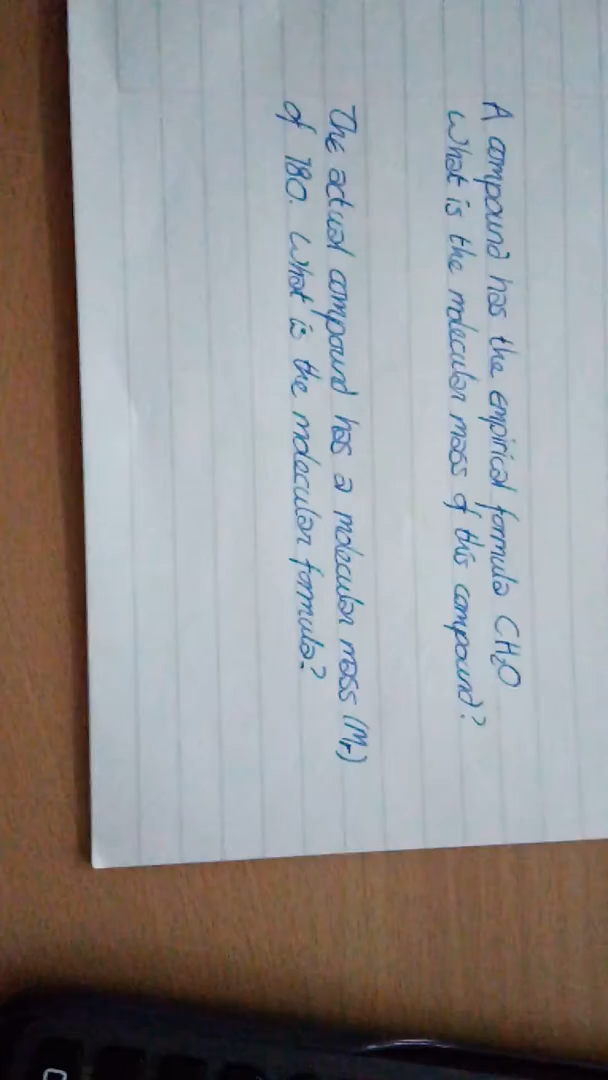 A compound has the empirical formula CH₂O
What is the molecular mass of this compound?
The actual compound has a molecular mass (Mr)
of 180. What is the molecular formula?